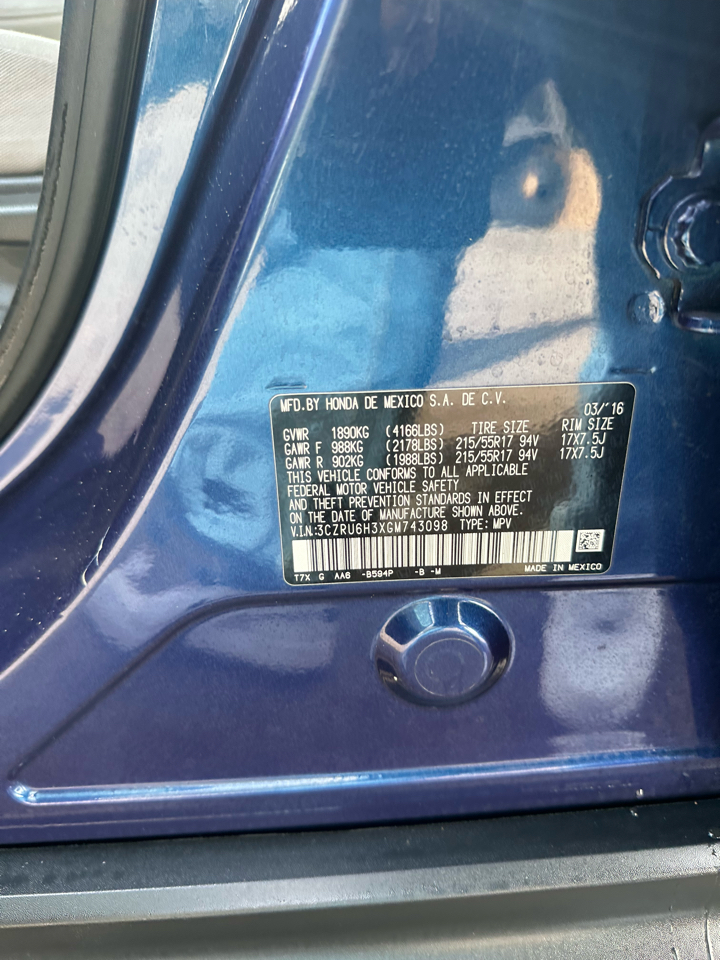 MFD.BY HONDA DE MEXICO S.A. DE C.V.
03/'16
GVWR 1890KG (4166LBS) TIRE SIZE RIM SIZE
GAWR F 988KG (2178LBS) 215/55R17 94V 17X7.5J
GAWR R 902KG (1988LBS) 215/55R17 94V 17X7.5J
THIS VEHICLE CONFORMS TO ALL APPLICABLE
FEDERAL MOTOR VEHICLE SAFETY
AND THEFT PREVENTION STANDARDS IN EFFECT
ON THE DATE OF MANUFACTURE SHOWN ABOVE.
V.I.N:3CZRU6H3XGM743098 TYPE: MPV
T7X G AA6 -B594P -B -M MADE IN MEXICO